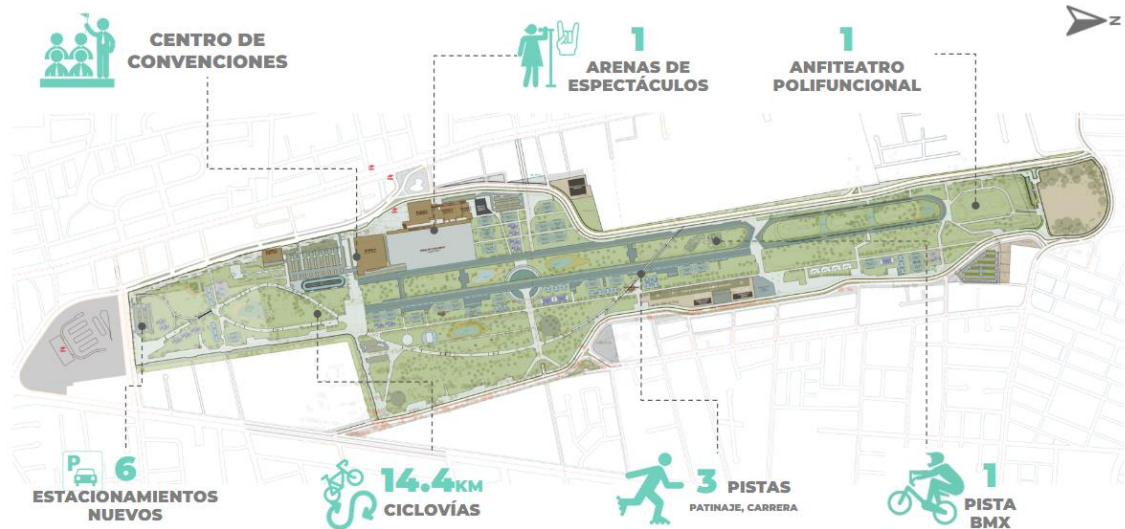 N
CENTRO DE
CONVENCIONES
1
ARENAS DE
ESPECTÁCULOS
1
ANFITEATRO
POLIFUNCIONAL
P
6
ESTACIONAMIENTOS
NUEVOS
14.4KM
CICLOVÍAS
3 PISTAS
PATINAJE, CARRERA
1
PISTA
BMX